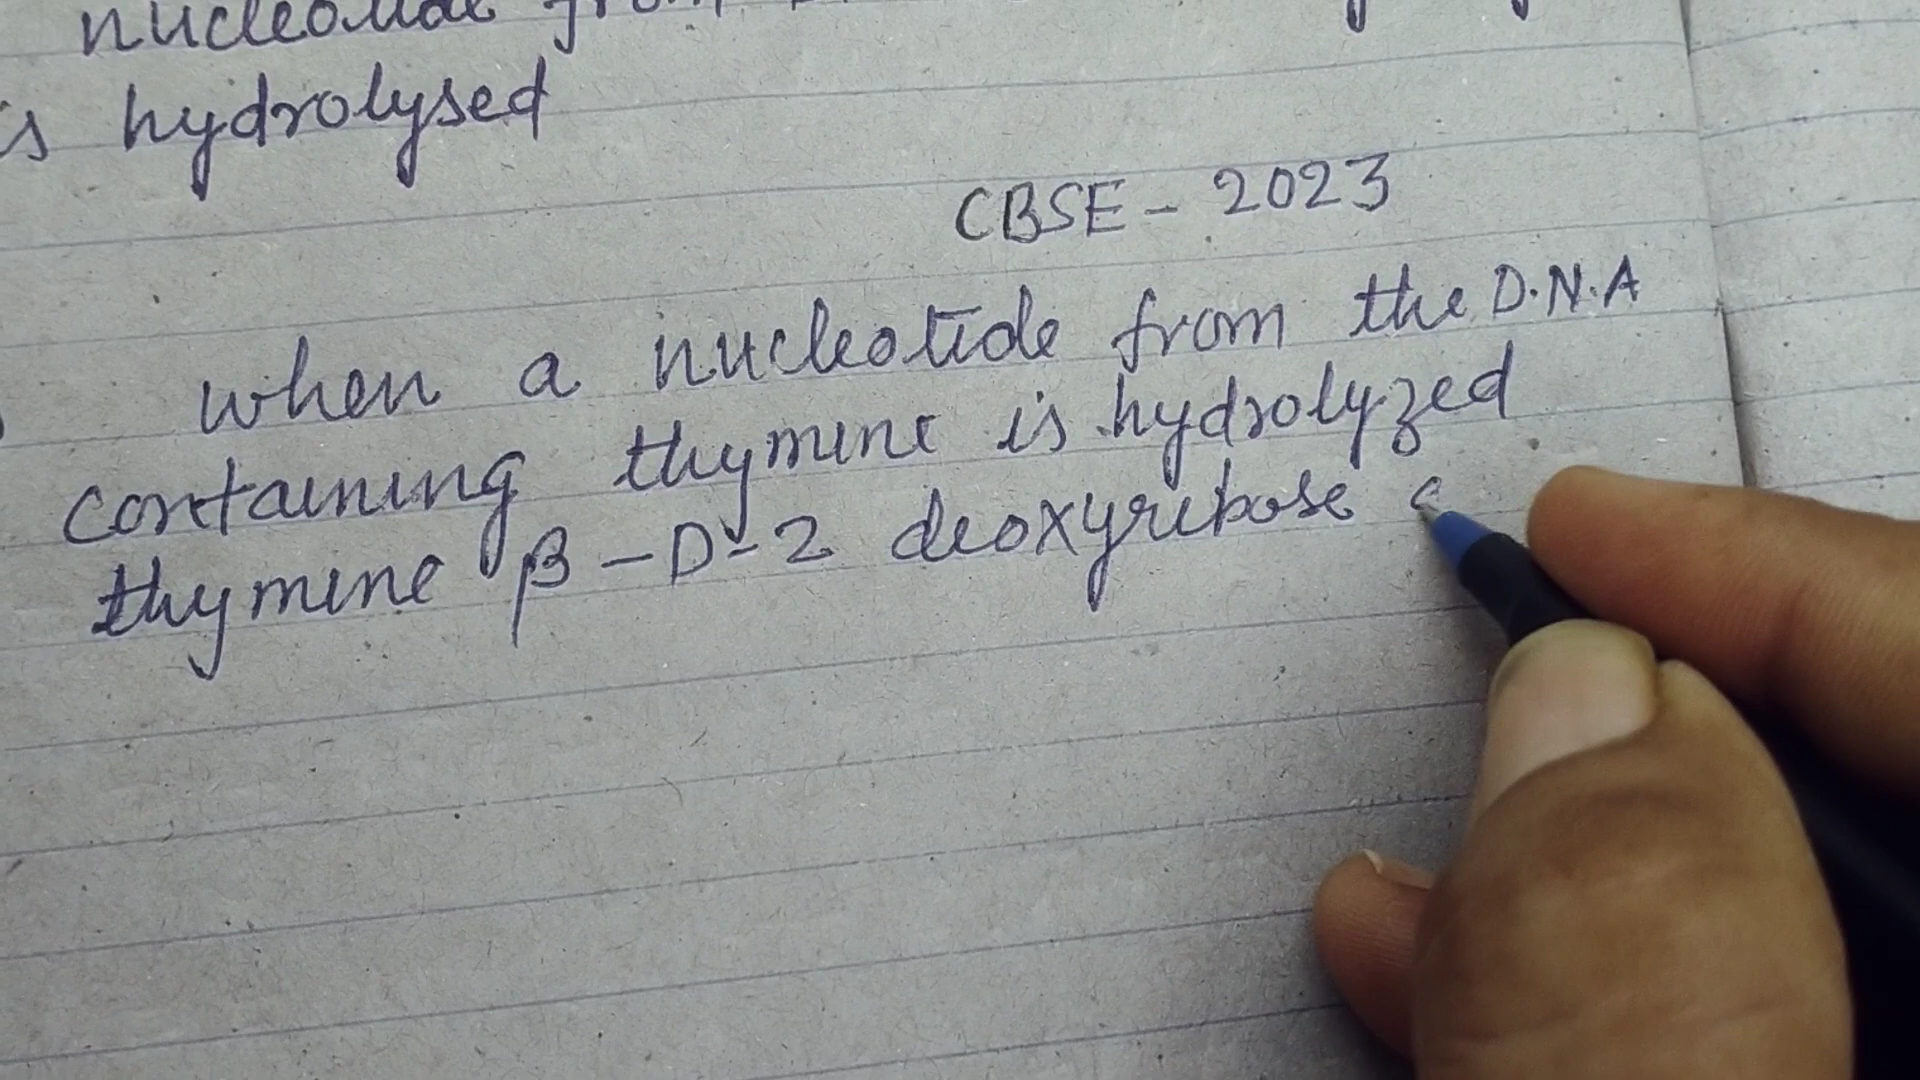 is hydrolysed
CBSE - 2023
when a nucleotide from the D.N.A
containing thymine is hydrolyzed
thymine β-D-2 deoxyribose